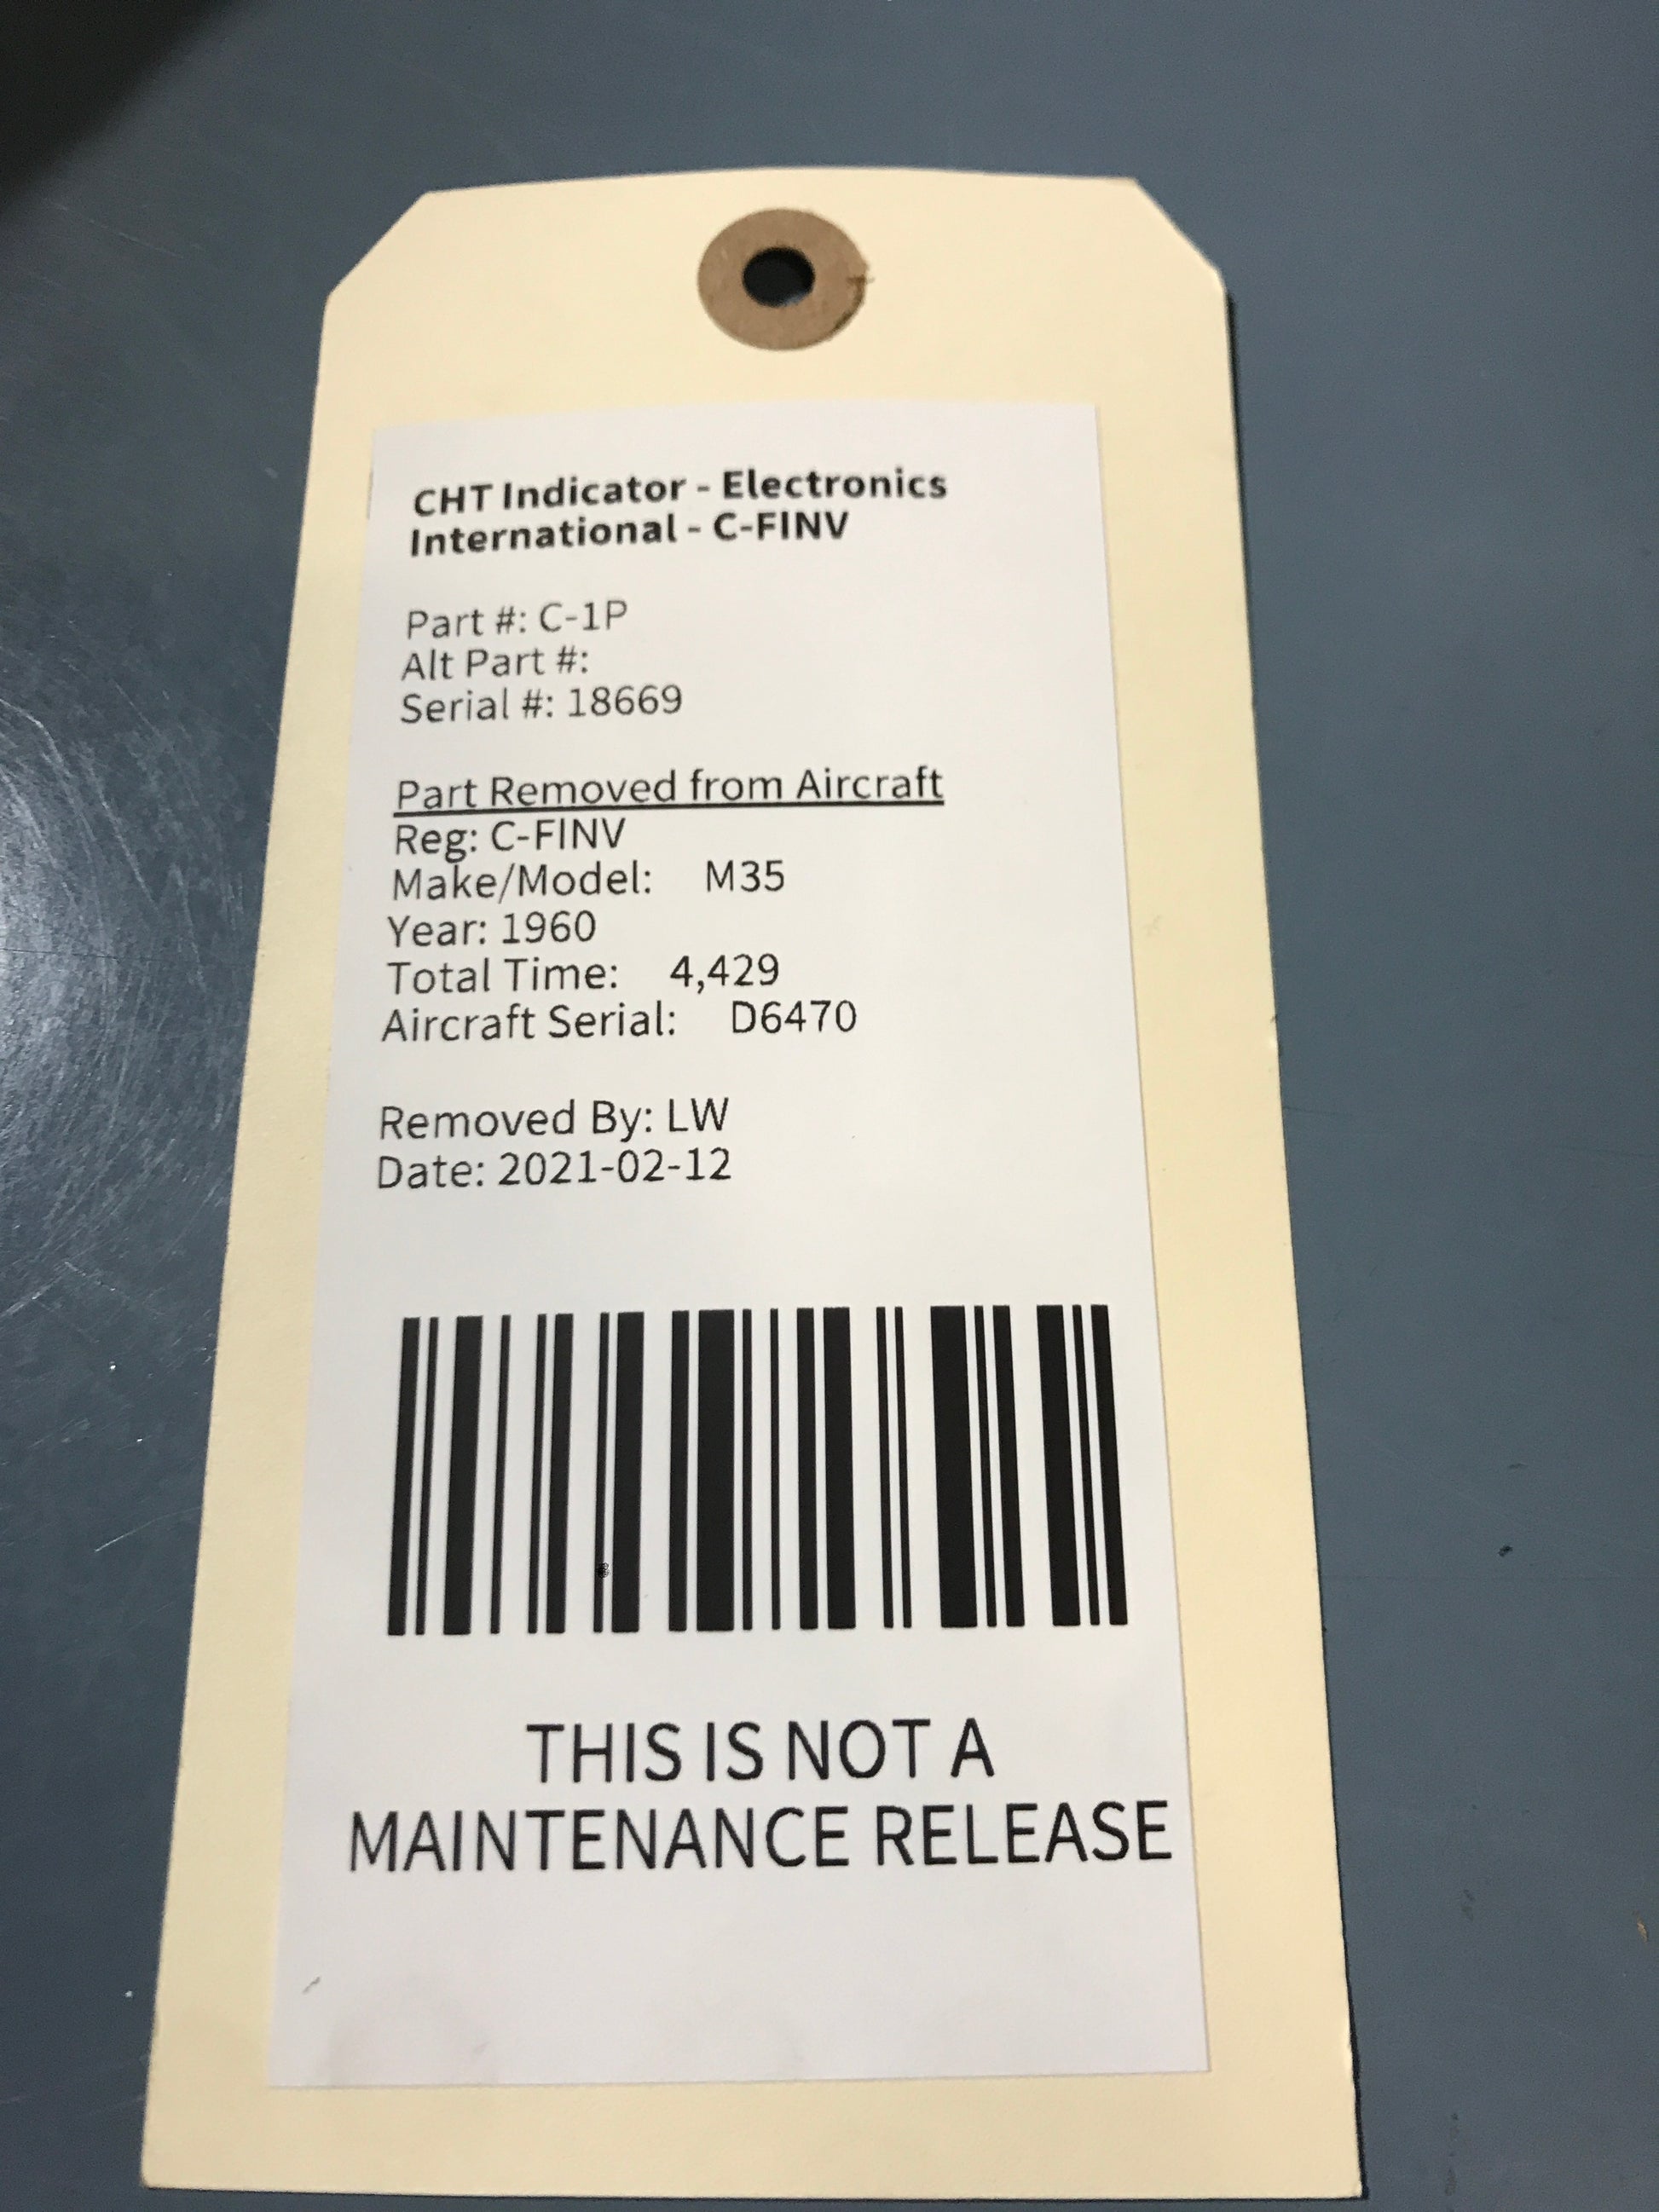 CHT Indicator - Electronics
International - C-FINV
Part #: C-1P
Alt Part #:
Serial #: 18669
Part Removed from Aircraft
Reg: C-FINV
Make/Model: M35
Year: 1960
Total Time: 4,429
Aircraft Serial: D6470
Removed By: LW
Date: 2021-02-12
THIS IS NOT A
MAINTENANCE RELEASE